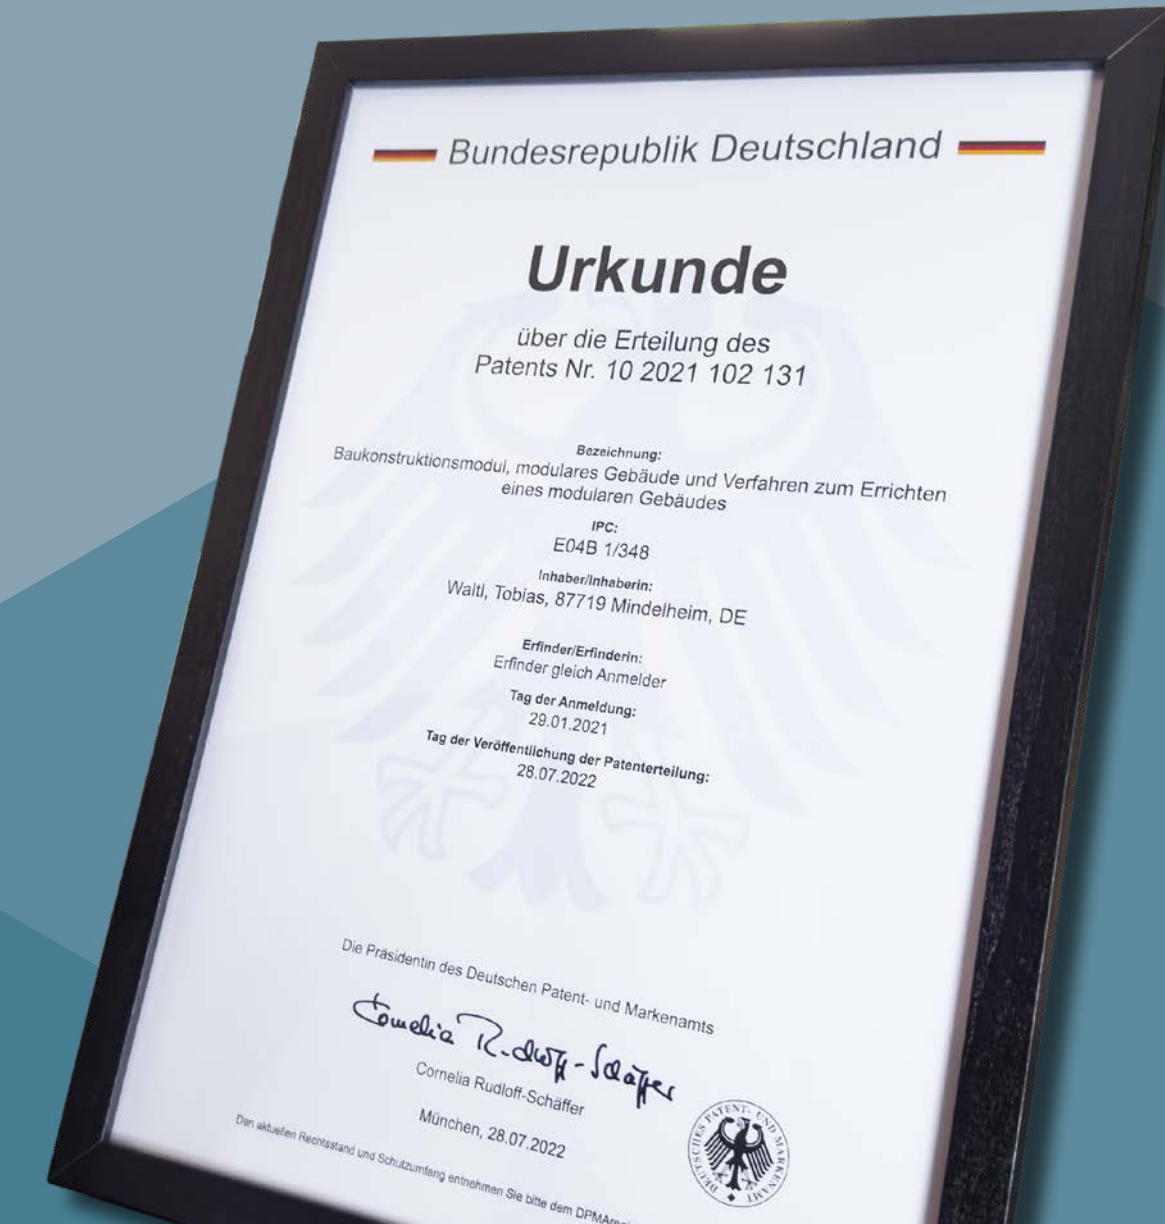 Bundesrepublik Deutschland
Urkunde
über die Erteilung des
Patents Nr. 10 2021 102 131
Bezeichnung:
Baukonstruktionsmodul, modulares Gebäude und Verfahren zum Errichten
eines modularen Gebäudes
IPC:
E04B 1/348
Inhaber/Inhaberin:
Waltl, Tobias, 87719 Mindelheim, DE
Erfinder/Erfinderin:
Erfinder gleich Anmelder
Tag der Anmeldung:
29.01.2021
Tag der Veröffentlichung der Patenterteilung:
28.07.2022
Die Präsidentin des Deutschen Patent- und Markenamts
Cornelia Rudloff-Schäffer
Cornelia Rudloff-Schäffer
München, 28.07.2022
DEUTSCHES PATENT- UND MARKENAMT
Den aktuellen Rechtsstand und Schutzumfang entnehmen Sie bitte dem